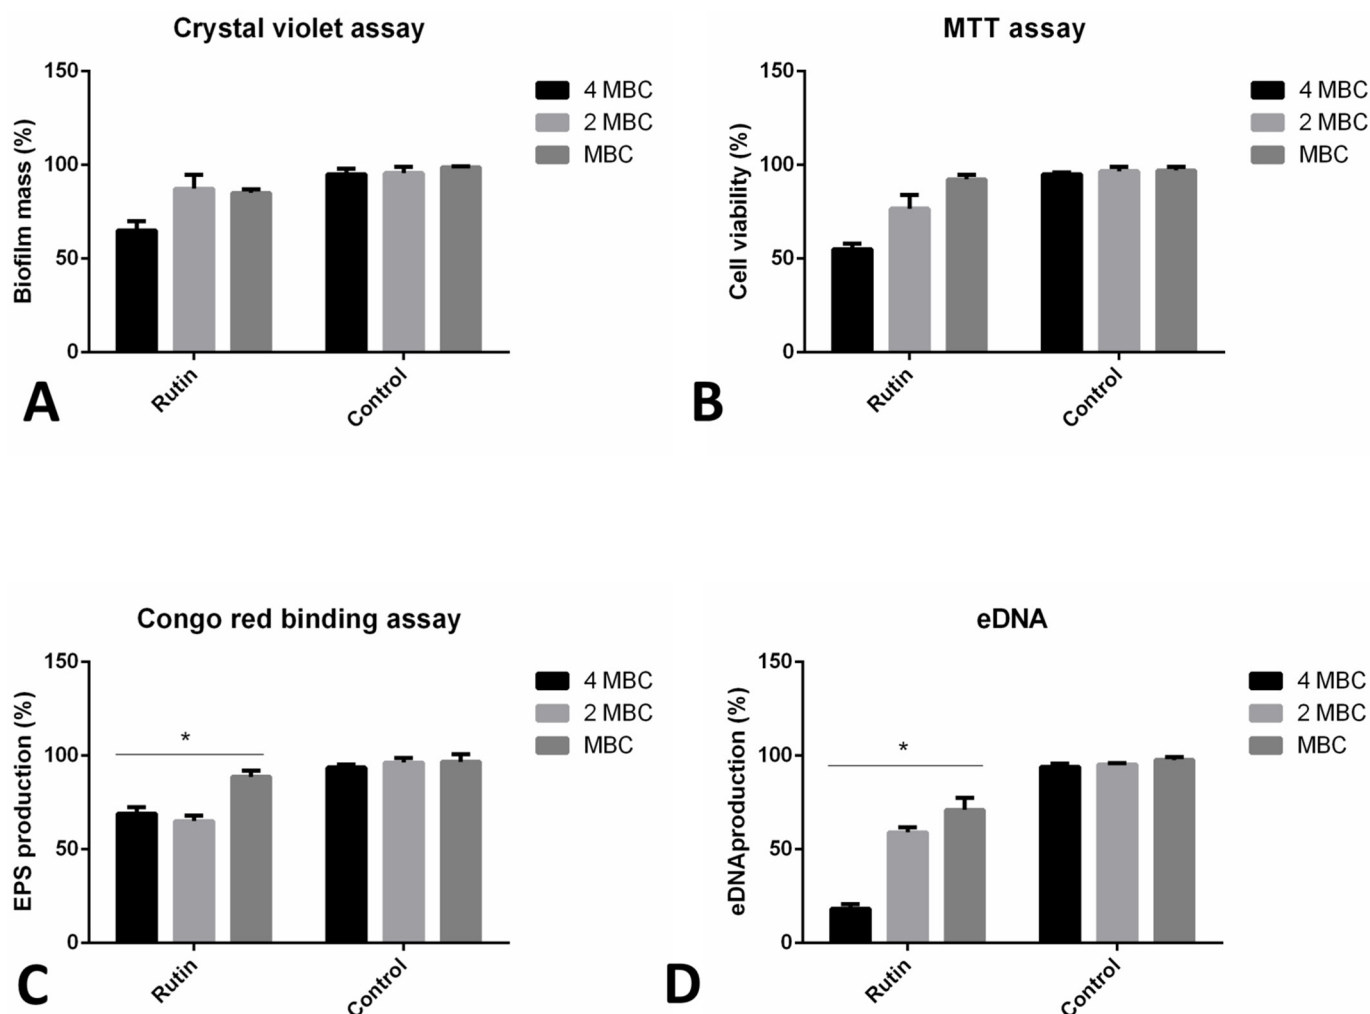 Crystal violet assay
150
100
50
0
Biofilm mass (%)
4 MBC
2 MBC
MBC
Rutin
Control
A
MTT assay
150
100
50
0
Cell viability (%)
4 MBC
2 MBC
MBC
Rutin
Control
B
Congo red binding assay
150
100
50
0
EPS production (%)
*
4 MBC
2 MBC
MBC
Rutin
Control
C
eDNA
150
100
50
0
eDNAproduction (%)
*
4 MBC
2 MBC
MBC
Rutin
Control
D